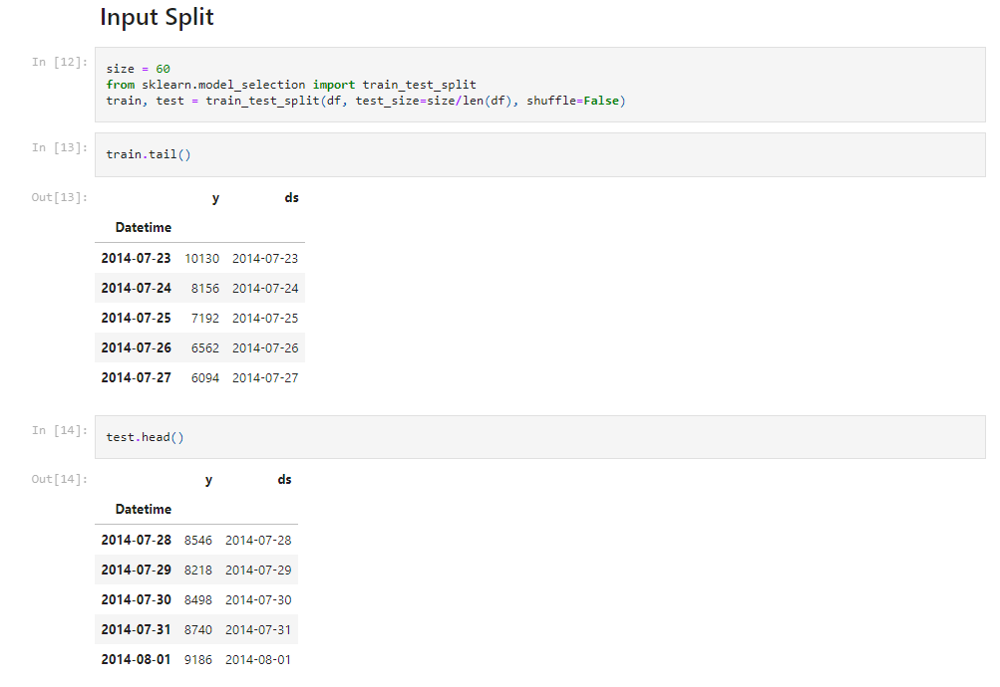 Input Split
In [12]:
size = 60
from sklearn.model_selection import train_test_split
train, test = train_test_split(df, test_size=size/len(df), shuffle=False)
In [13]:
train.tail()
Out[13]:
y ds
Datetime
2014-07-23 10130 2014-07-23
2014-07-24 8156 2014-07-24
2014-07-25 7192 2014-07-25
2014-07-26 6562 2014-07-26
2014-07-27 6094 2014-07-27
In [14]:
test.head()
Out[14]:
y ds
Datetime
2014-07-28 8546 2014-07-28
2014-07-29 8218 2014-07-29
2014-07-30 8498 2014-07-30
2014-07-31 8740 2014-07-31
2014-08-01 9186 2014-08-01